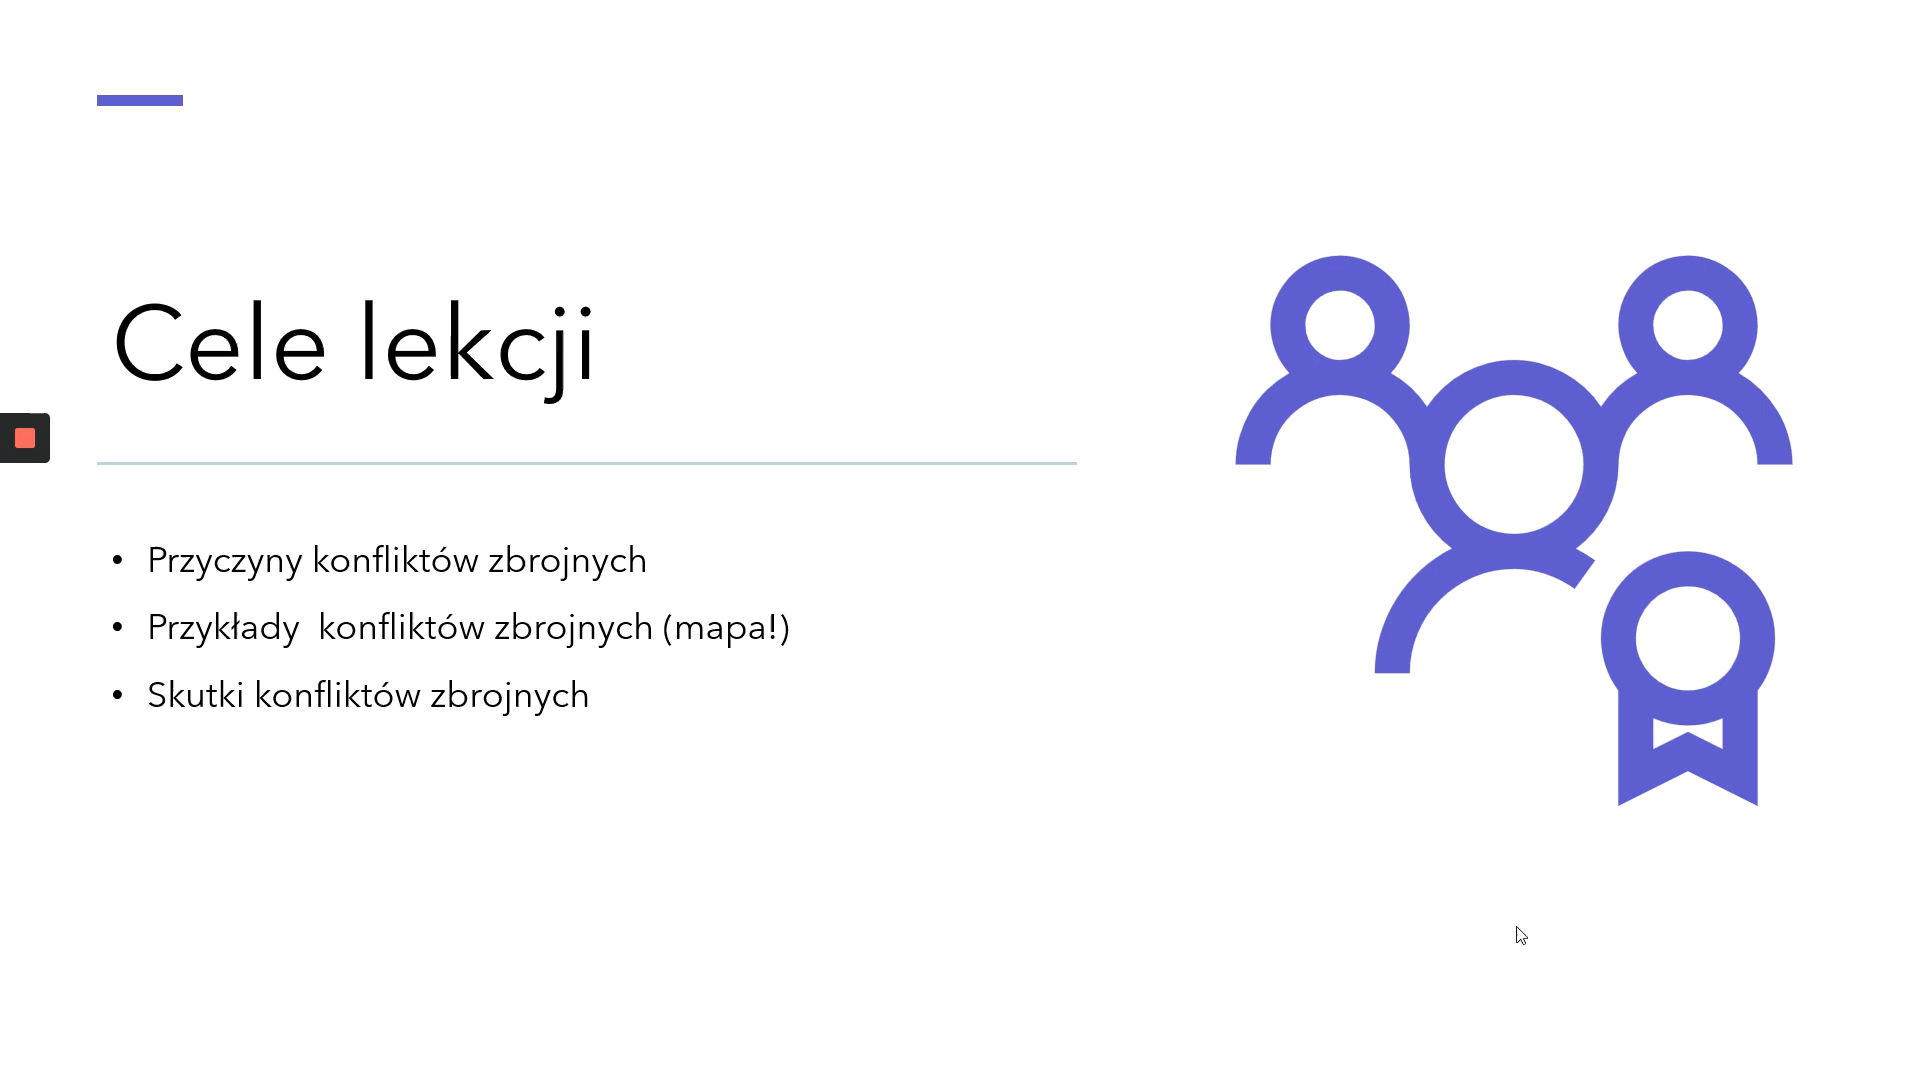 Cele lekcji
• Przyczyny konfliktów zbrojnych
• Przykłady  konfliktów zbrojnych (mapa!)
• Skutki konfliktów zbrojnych